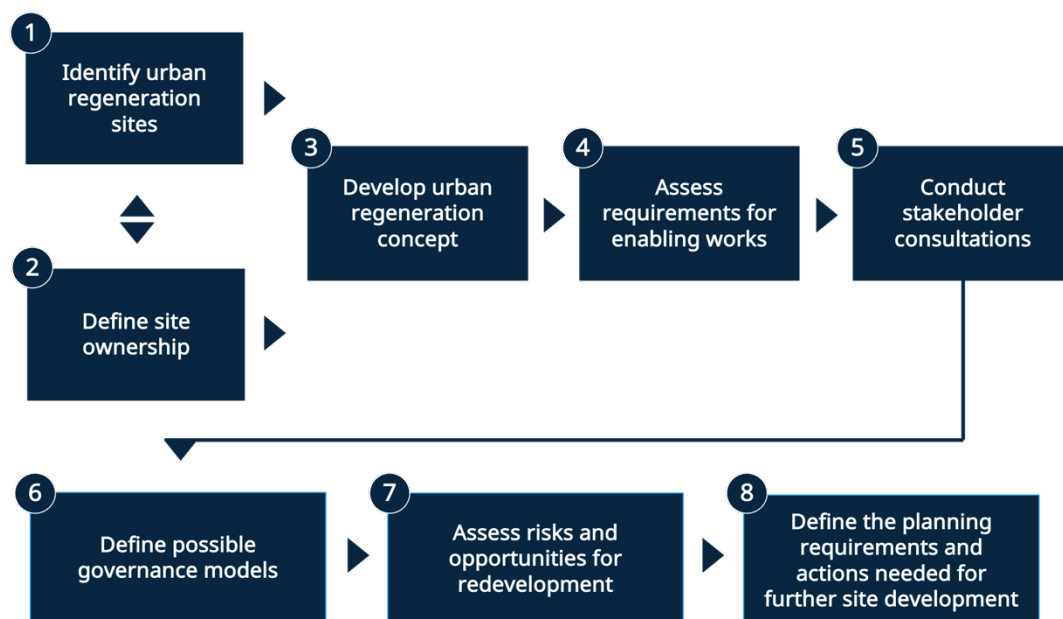 1
Identify urban
regeneration
sites
2
Define site
ownership
3
Develop urban
regeneration
concept
4
Assess
requirements for
enabling works
5
Conduct
stakeholder
consultations
6
Define possible
governance models
7
Assess risks and
opportunities for
redevelopment
8
Define the planning
requirements and
actions needed for
further site development